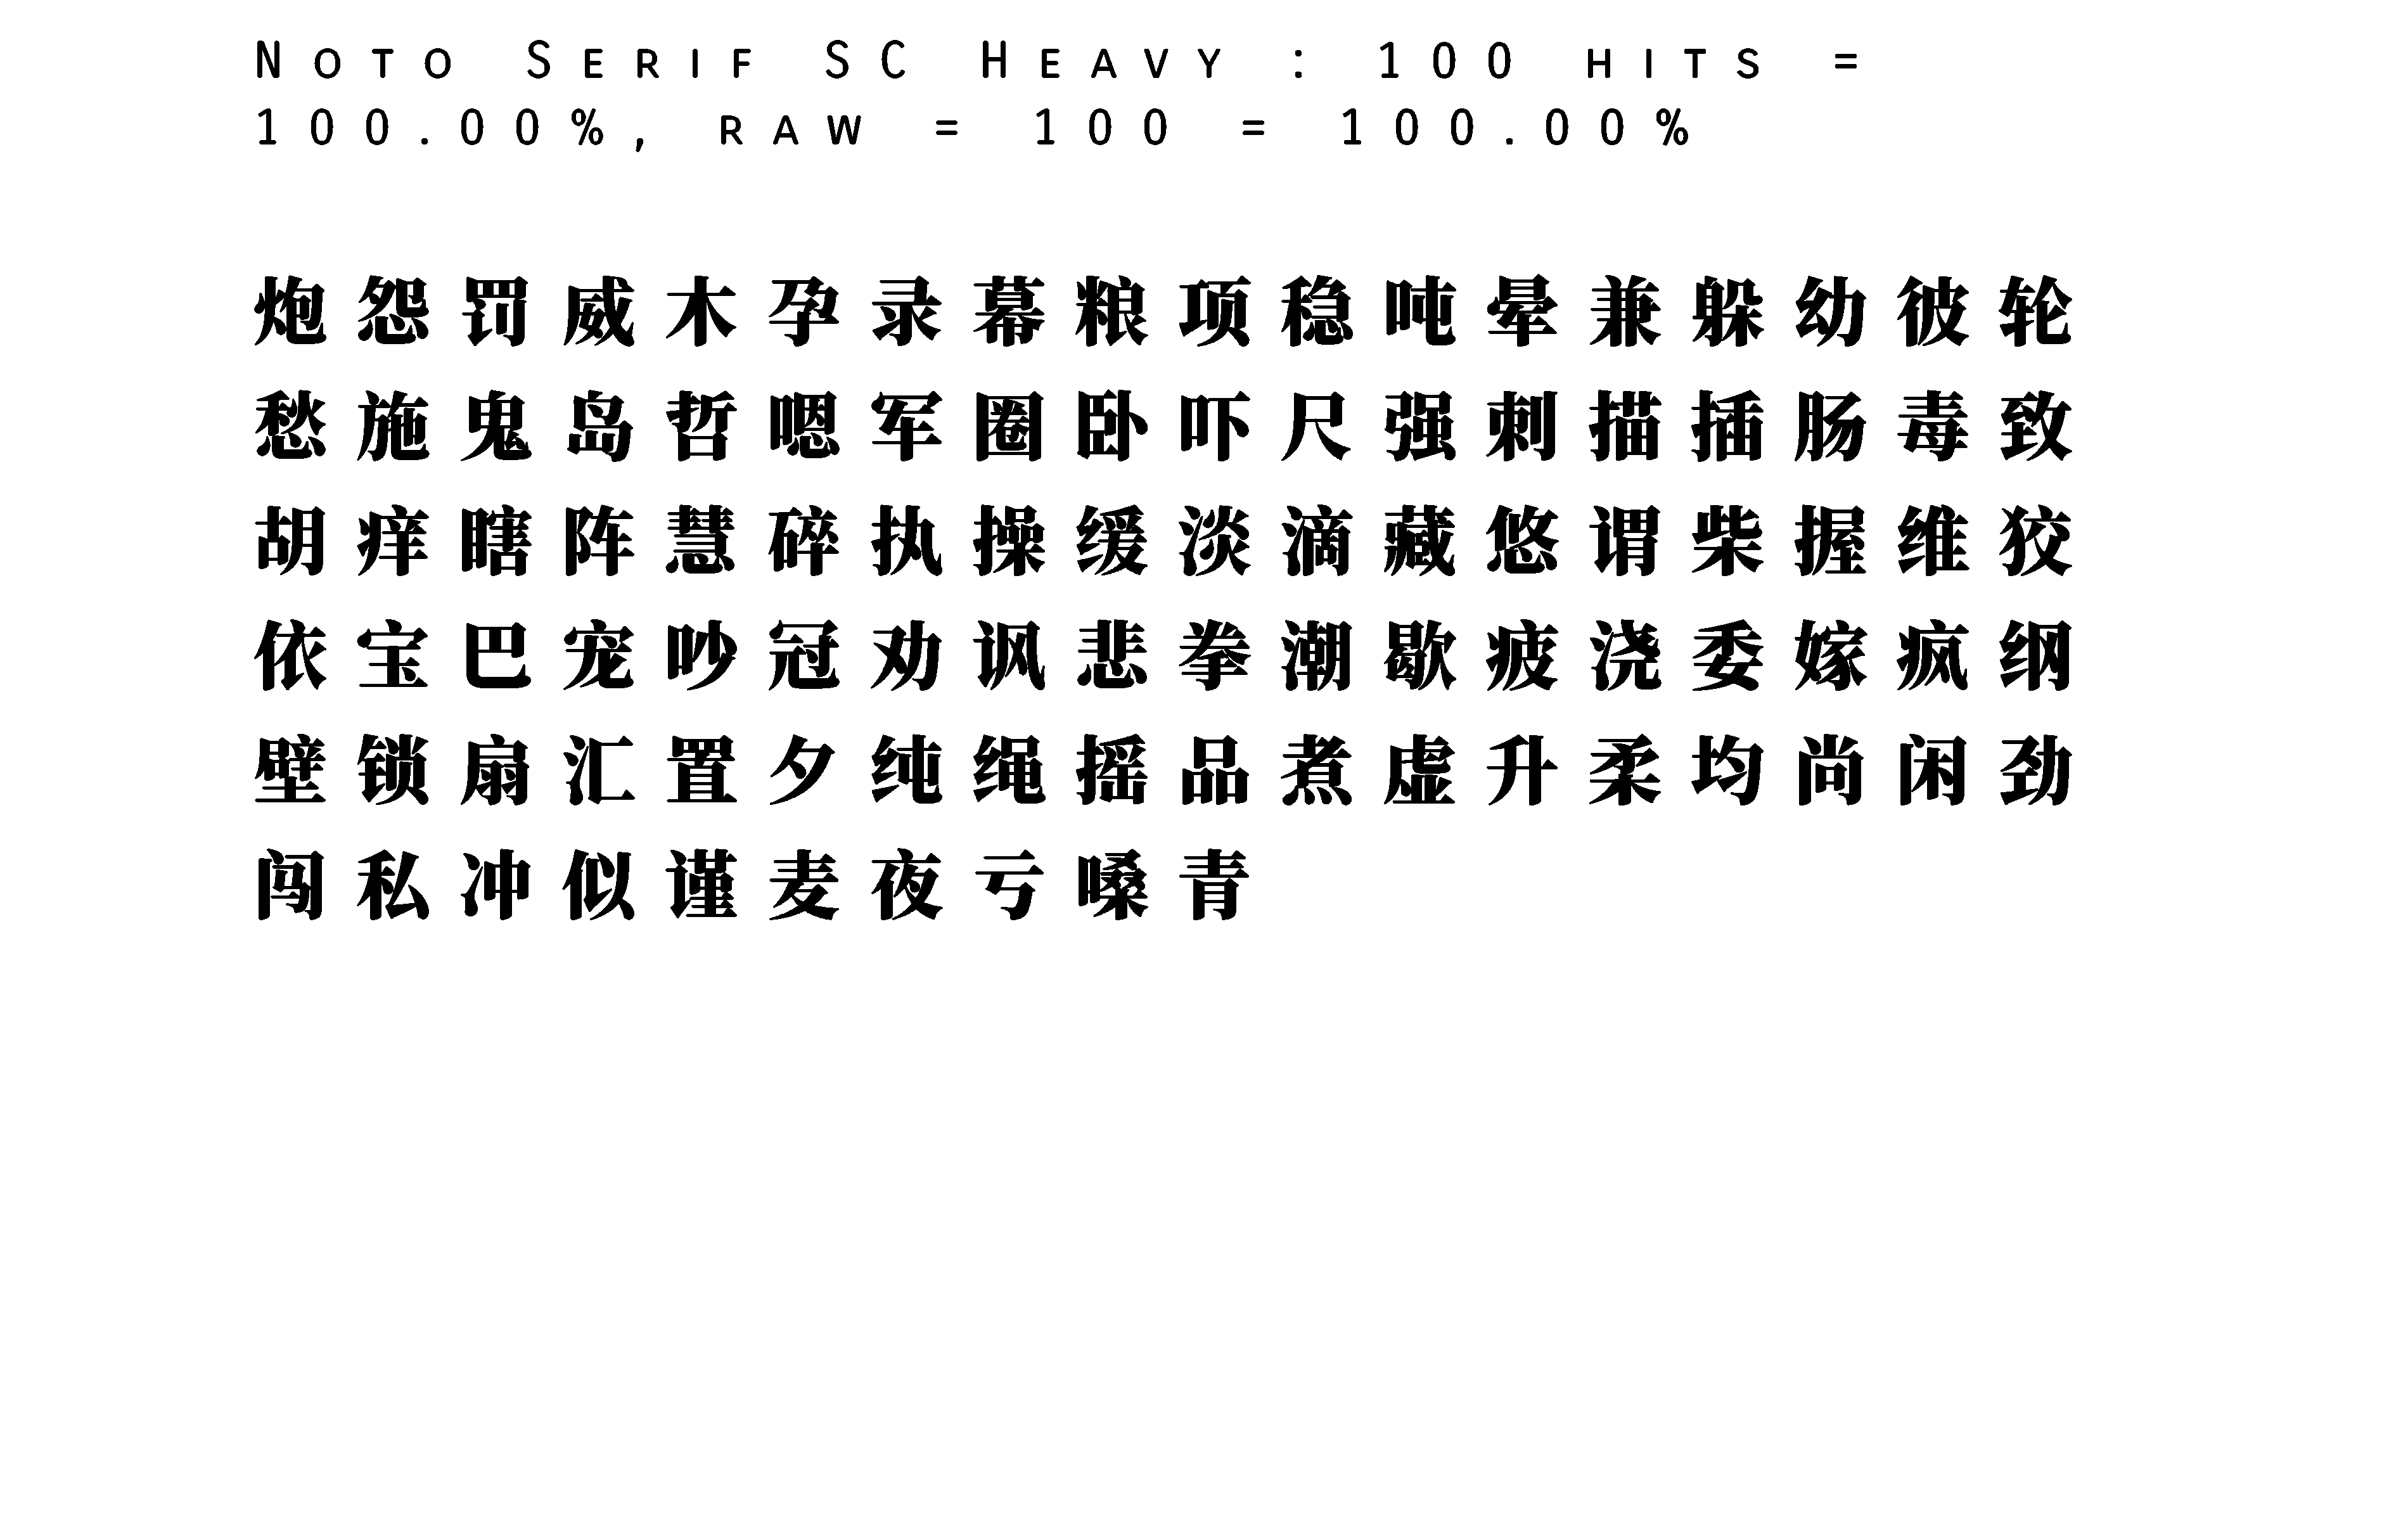 Noto Serif SC Heavy : 100 hits =
100.00%, raw = 100 = 100.00%
炮怨罚威木孕录幕粮项稳吨晕兼躲幼彼轮
愁施鬼岛哲嗯军圈卧吓尺强刺描插肠毒致
胡痒瞎阵慧碎执操缓淡滴藏悠谓柴握维狡
依宝巴宠吵冠劝讽悲拳潮歇疲浇委嫁疯纲
壁锁扇汇置夕纯绳摇品煮虚升柔均尚闲劲
闯私冲似谨麦夜亏嗓青